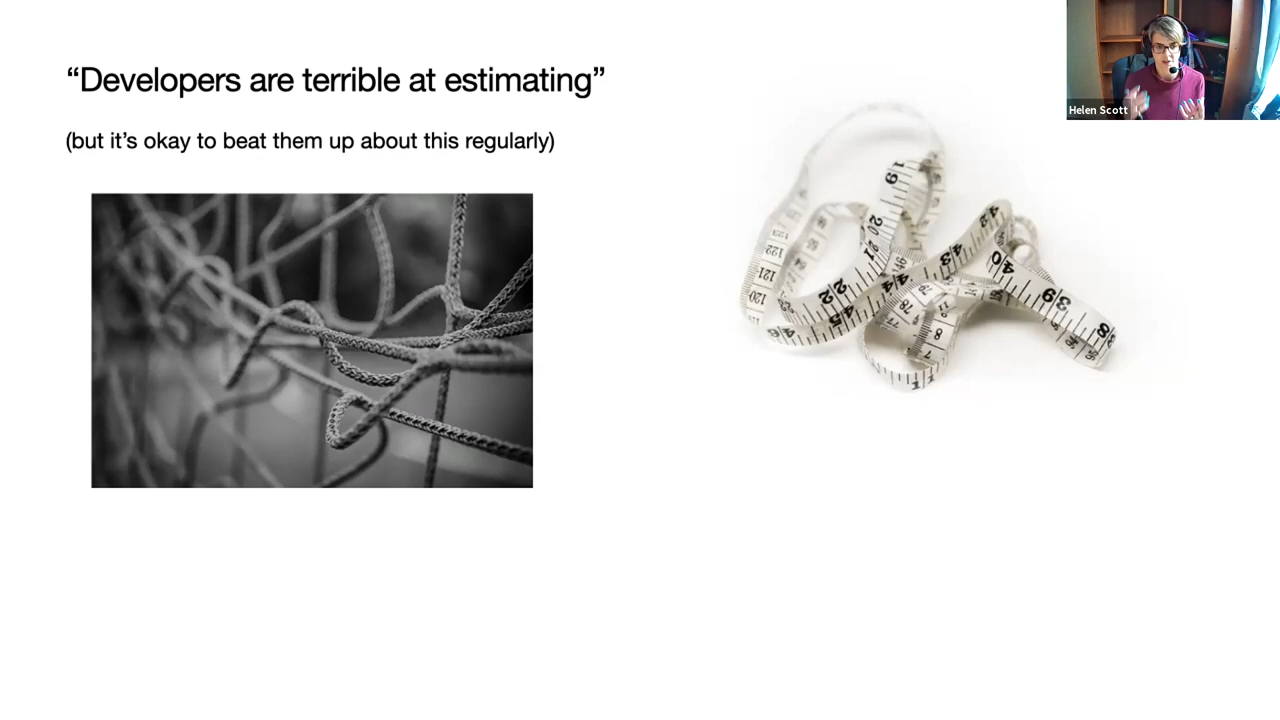 “Developers are terrible at estimating”
(but it’s okay to beat them up about this regularly)
Helen Scott